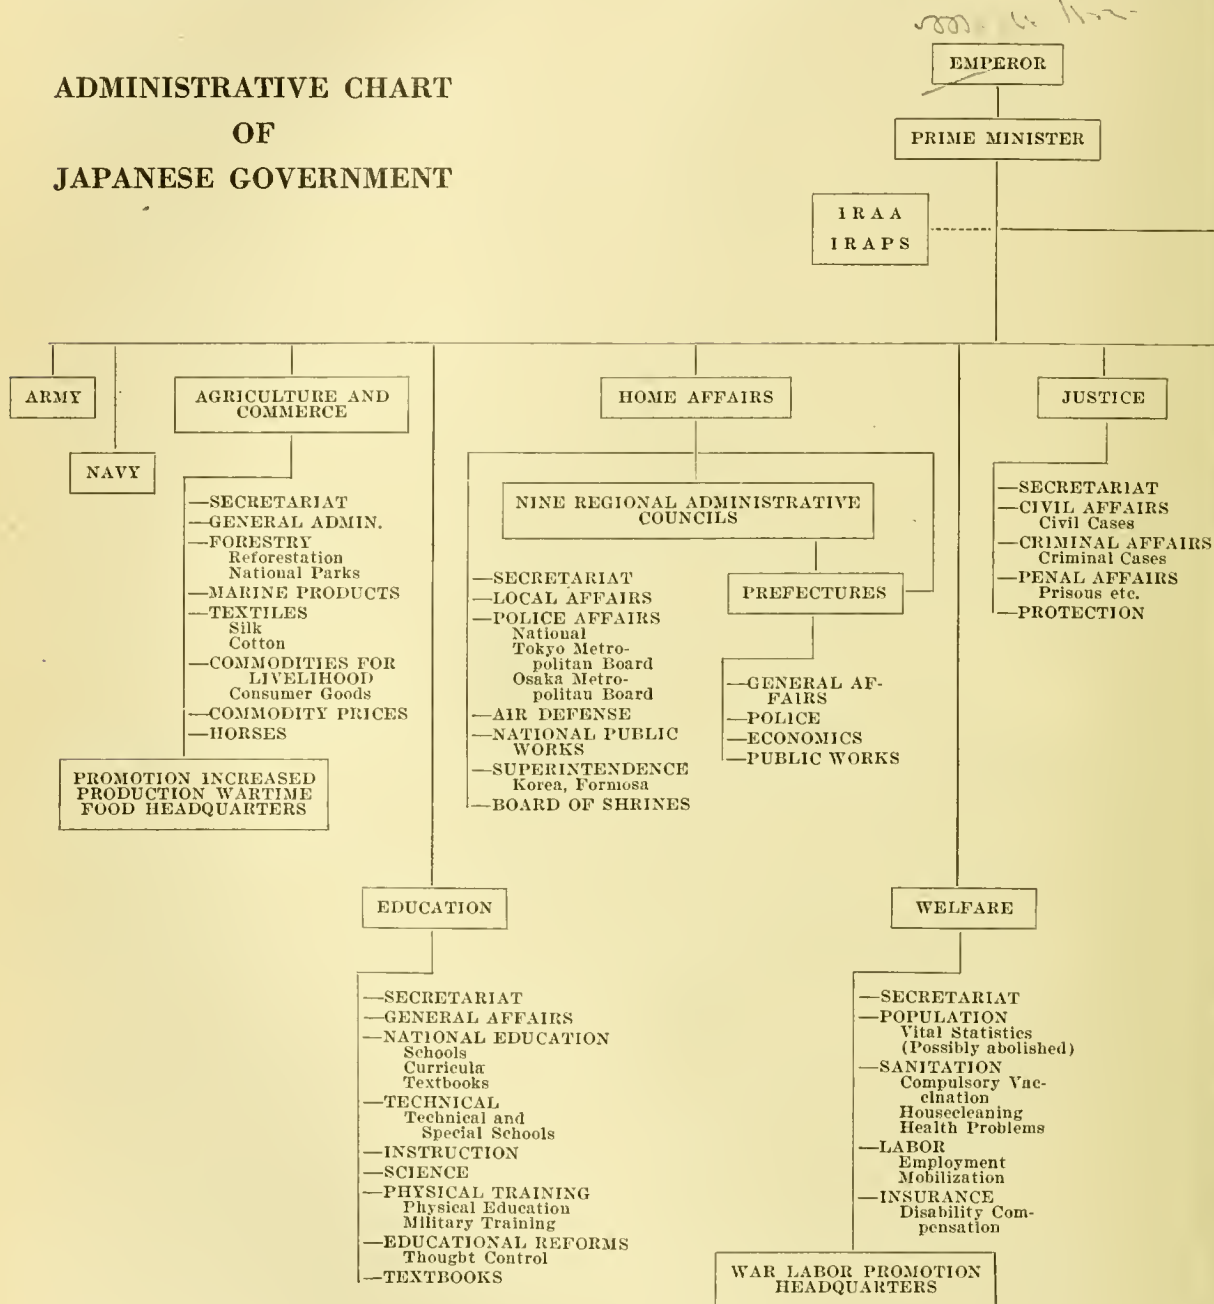 ADMINISTRATIVE CHART
OF
JAPANESE GOVERNMENT
EMPEROR
PRIME MINISTER
IRAA
IRAPS
ARMY
NAVY
AGRICULTURE AND
COMMERCE
—SECRETARIAT
—GENERAL ADMIN.
—FORESTRY
Reforestation
National Parks
—MARINE PRODUCTS
—TEXTILES
Silk
Cotton
—COMMODITIES FOR
LIVELIHOOD
Consumer Goods
—COMMODITY PRICES
—HORSES
PROMOTION INCREASED
PRODUCTION WARTIME
FOOD HEADQUARTERS
HOME AFFAIRS
NINE REGIONAL ADMINISTRATIVE
COUNCILS
—SECRETARIAT
—LOCAL AFFAIRS
—POLICE AFFAIRS
National
Tokyo Metro-
politan Board
Osaka Metro-
politan Board
—AIR DEFENSE
—NATIONAL PUBLIC
WORKS
—SUPERINTENDENCE
Korea, Formosa
—BOARD OF SHRINES
PREFECTURES
—GENERAL AF-
FAIRS
—POLICE
—ECONOMICS
—PUBLIC WORKS
JUSTICE
—SECRETARIAT
—CIVIL AFFAIRS
Civil Cases
—CRIMINAL AFFAIRS
Criminal Cases
—PENAL AFFAIRS
Prisons etc.
—PROTECTION
EDUCATION
—SECRETARIAT
—GENERAL AFFAIRS
—NATIONAL EDUCATION
Schools
Curricula
Textbooks
—TECHNICAL
Technical and
Special Schools
—INSTRUCTION
—SCIENCE
—PHYSICAL TRAINING
Physical Education
Military Training
—EDUCATIONAL REFORMS
Thought Control
—TEXTBOOKS
WELFARE
—SECRETARIAT
—POPULATION
Vital Statistics
(Possibly abolished)
—SANITATION
Compulsory Vac-
cination
Housecleaning
Health Problems
—LABOR
Employment
Mobilization
—INSURANCE
Disability Com-
pensation
WAR LABOR PROMOTION
HEADQUARTERS